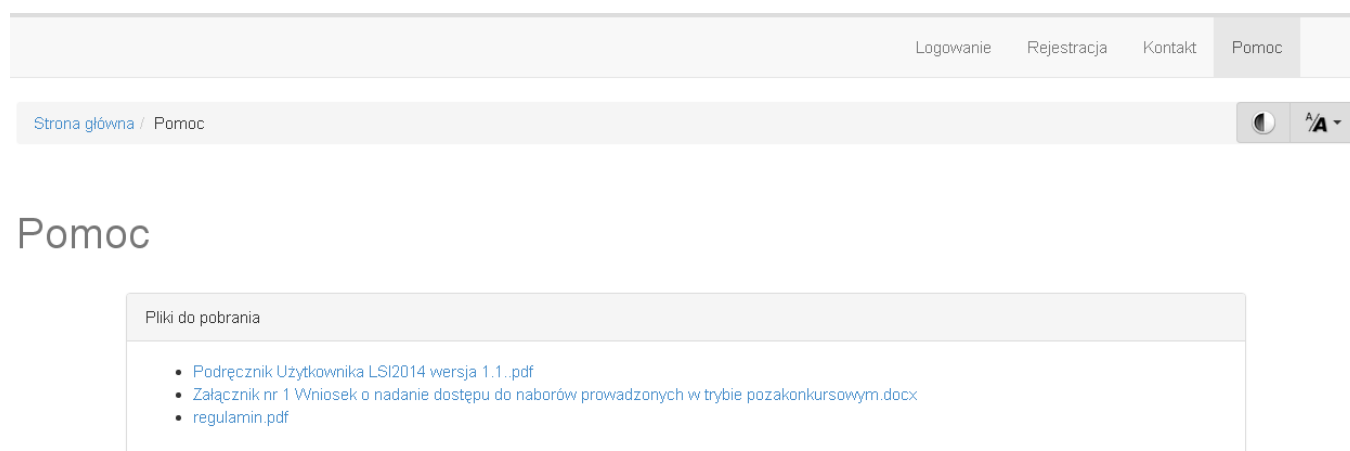 Logowanie Rejestracja Kontakt Pomoc
Strona główna / Pomoc
A/A
Pomoc
Pliki do pobrania
Podręcznik Użytkownika LSI2014 wersja 1.1..pdf
Załącznik nr 1 Wniosek o nadanie dostępu do naborów prowadzonych w trybie pozakonkursowym.docx
regulamin.pdf